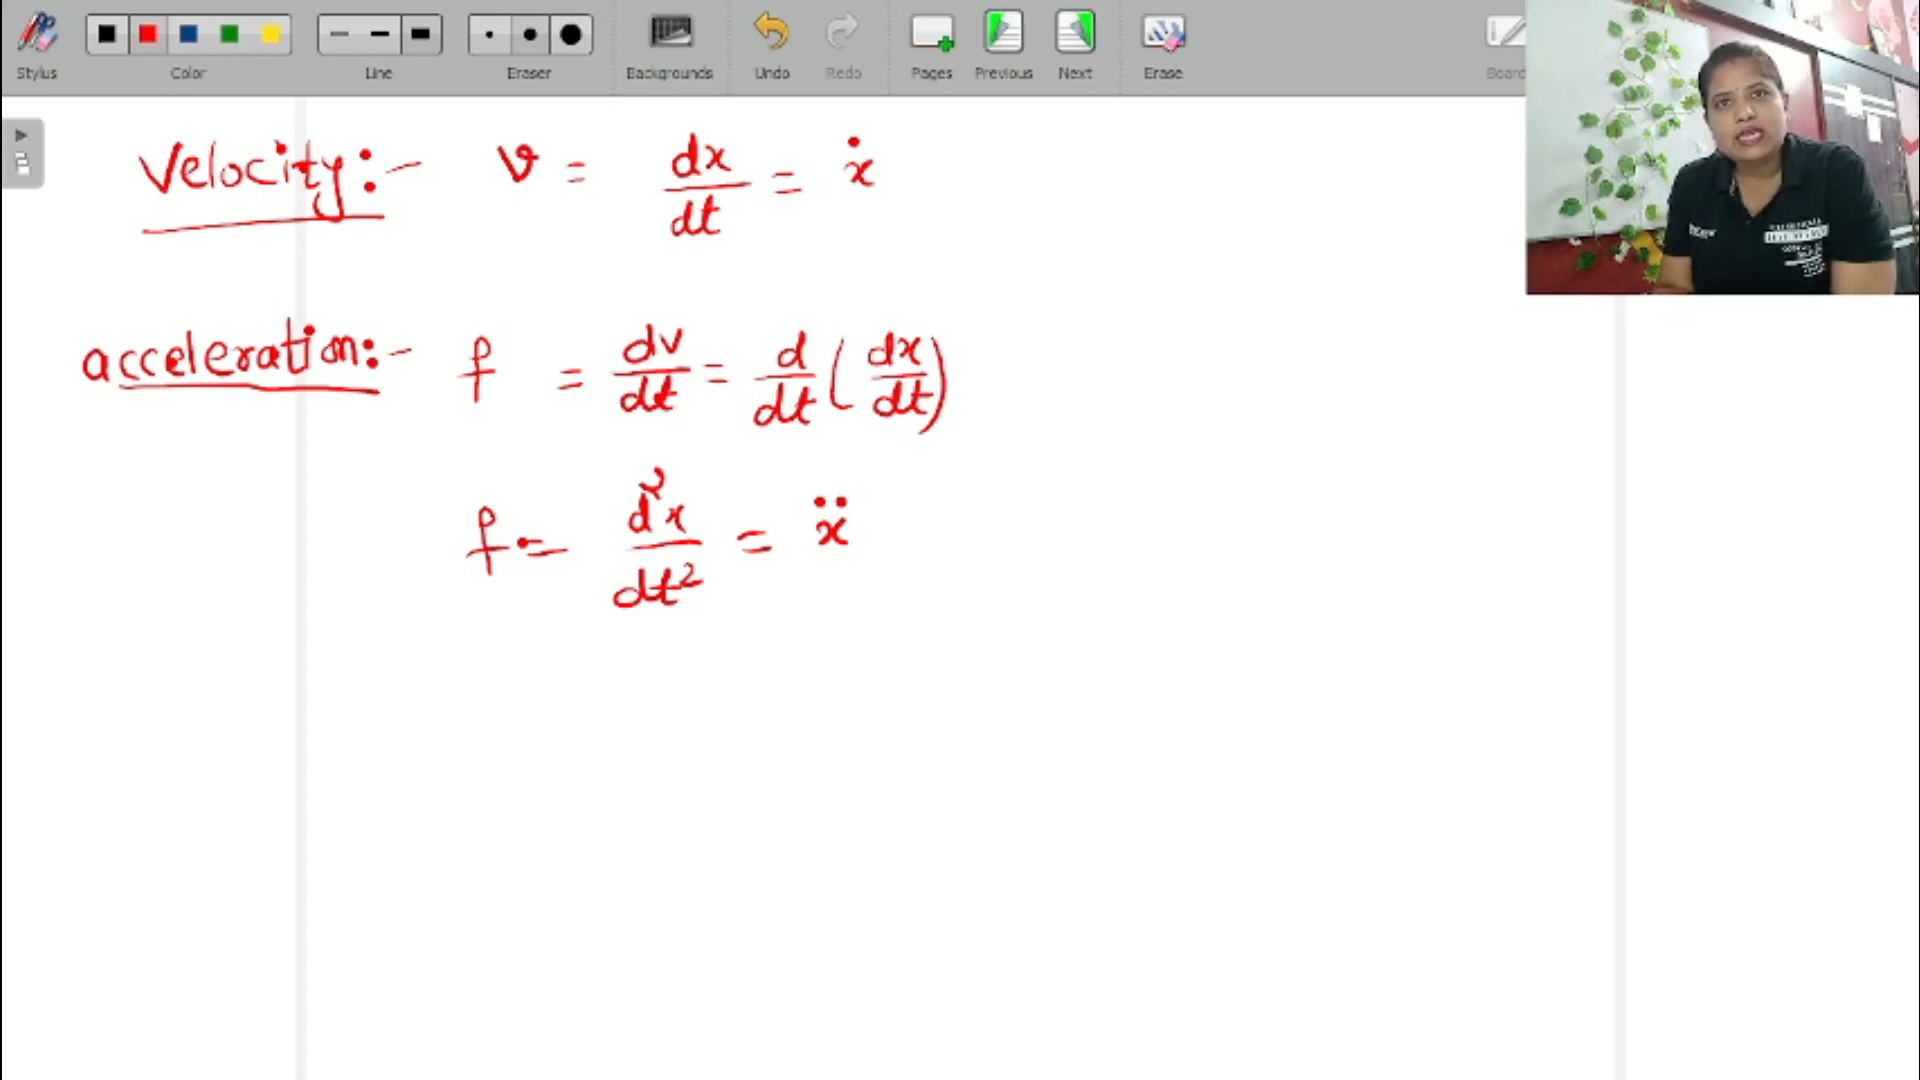 Stylus Color Line Eraser Backgrounds Undo Redo Pages Previous Next Erase Board
Velocity:- v = dx/dt = ẋ
acceleration:- f = dv/dt = d/dt (dx/dt)
f = d²x/dt² = ẍ